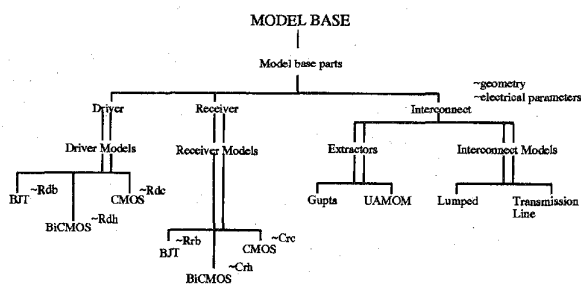 MODEL BASE
Model base parts
~geometry
~electrical parameters
Driver
Receiver
Interconnect
Driver Models
Receiver Models
Extractors
Interconnect Models
BJT
~Rdb
BiCMOS
~Rdh
CMOS
~Rdc
Gupta
UAMOM
Lumped
Transmission
Line
BJT
~Rrb
BiCMOS
~Crh
CMOS
~Crc